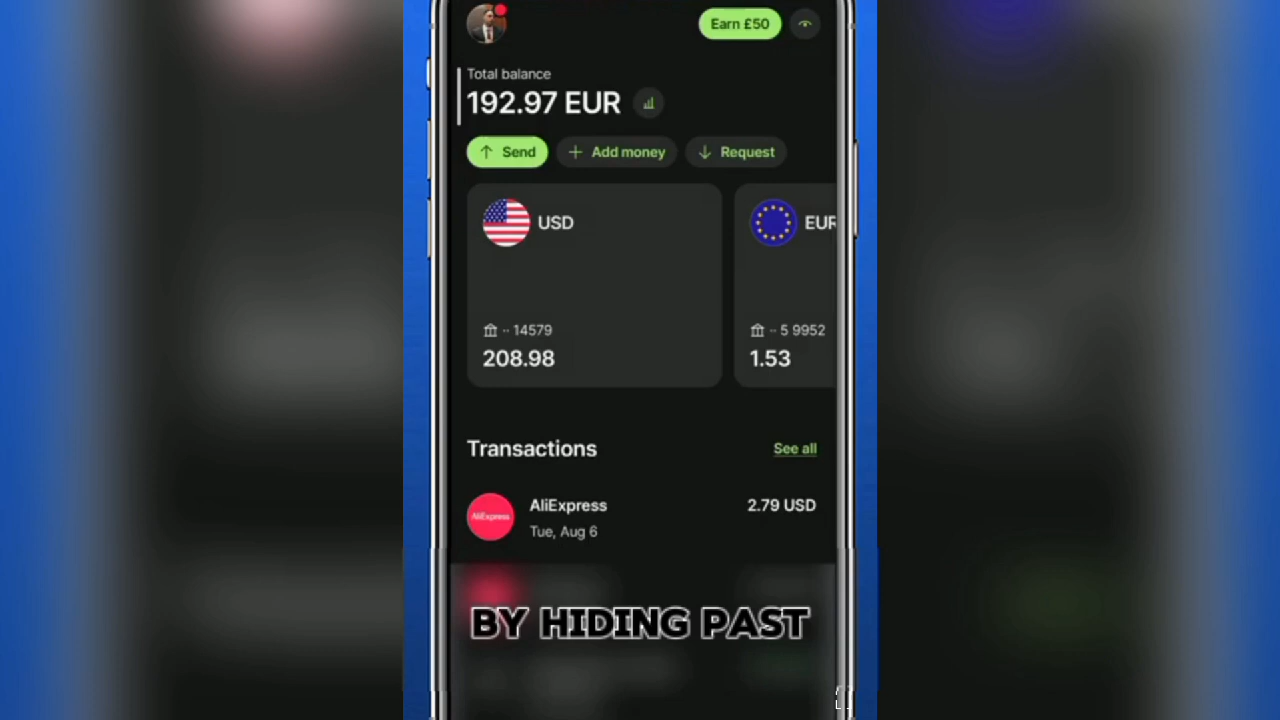 Earn £50
Total balance
192.97 EUR
Send
Add money
Request
USD
EUR
·· 14579
·· 5 9952
208.98
1.53
Transactions
See all
AliExpress
AliExpress
2.79 USD
Tue, Aug 6
BY HIDING PAST